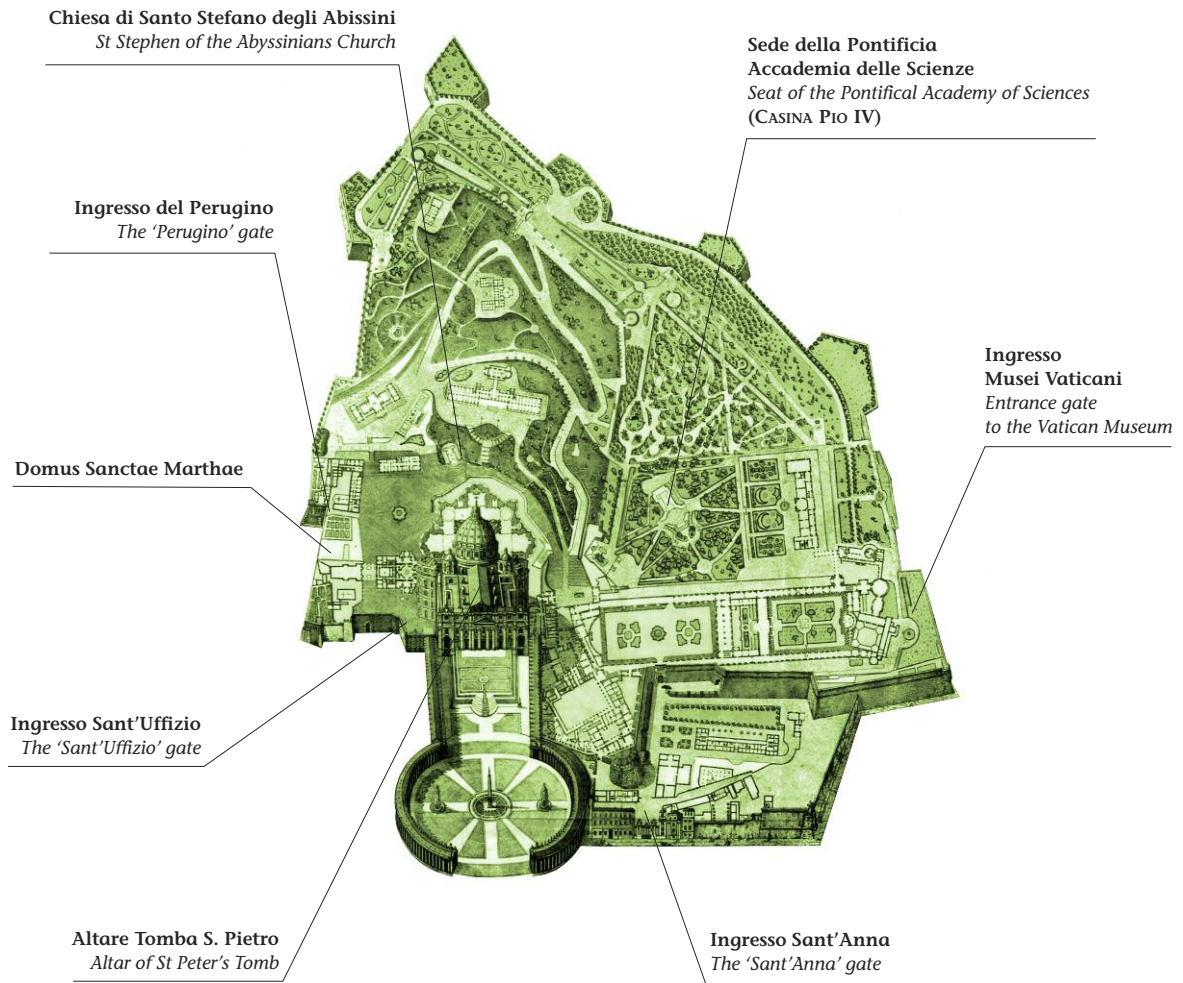 Chiesa di Santo Stefano degli Abissini
St Stephen of the Abyssinians Church
Sede della Pontificia
Accademia delle Scienze
Seat of the Pontifical Academy of Sciences
(CASINA PIO IV)
Ingresso del Perugino
The ‘Perugino’ gate
Ingresso
Musei Vaticani
Entrance gate
to the Vatican Museum
Domus Sanctae Marthae
Ingresso Sant’Uffizio
The ‘Sant’Uffizio’ gate
Altare Tomba S. Pietro
Altar of St Peter’s Tomb
Ingresso Sant’Anna
The ‘Sant’Anna’ gate